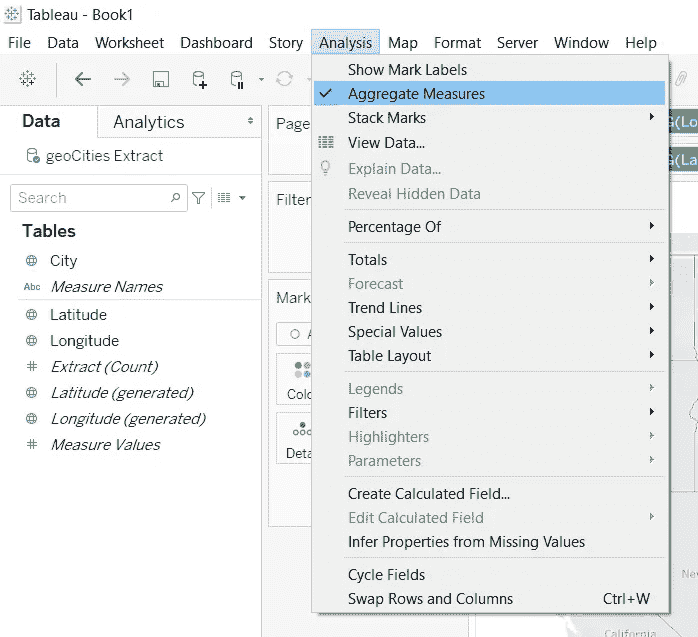 Tableau - Book1
File Data Worksheet Dashboard Story Analysis Map Format Server Window Help
Show Mark Labels
Aggregate Measures
Stack Marks
View Data...
Explain Data...
Reveal Hidden Data
Percentage Of
Totals
Forecast
Trend Lines
Special Values
Table Layout
Legends
Filters
Highlighters
Parameters
Create Calculated Field...
Edit Calculated Field
Infer Properties from Missing Values
Cycle Fields
Swap Rows and Columns Ctrl+W
Data Analytics
geoCities Extract
Search
Tables
City
Abc Measure Names
Latitude
Longitude
Extract (Count)
Latitude (generated)
Longitude (generated)
Measure Values
Page
Filter
Mark
Colo
Deta
G(Lo
G(La
Nev
California